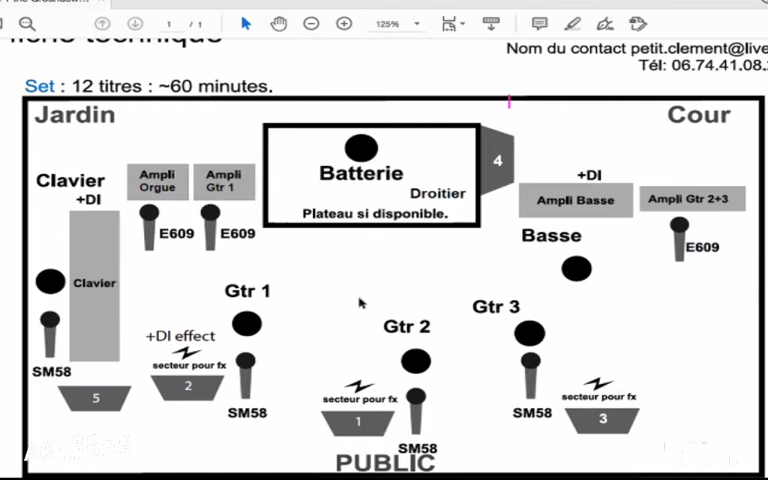 1 / 1
125%
fiche technique
Nom du contact petit.clement@live
Tél: 06.74.41.08.
Set : 12 titres : ~60 minutes.
Jardin
Cour
Batterie
Droitier
Plateau si disponible.
4
Clavier
+DI
Ampli
Orgue
Ampli
Gtr 1
E609
E609
+DI
Ampli Basse
Ampli Gtr 2+3
Basse
E609
Clavier
SM58
5
Gtr 1
+DI effect
secteur pour fx
2
SM58
Gtr 2
secteur pour fx
1
SM58
Gtr 3
SM58
secteur pour fx
3
PUBLIC